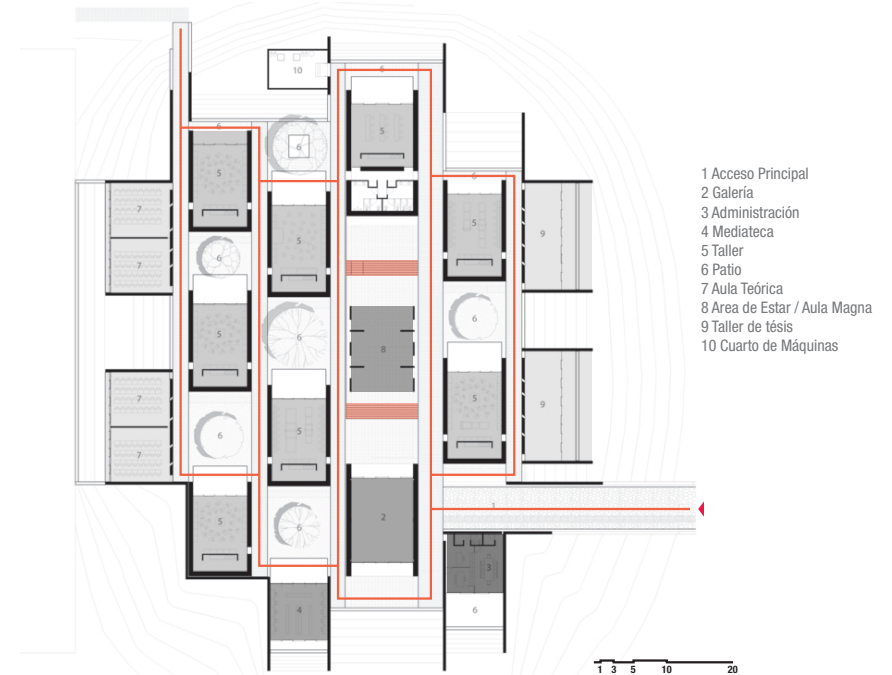 10
6
5
6
6
5
6
7
5
5
9
7
6
6
6
5
8
7
5
5
9
6
7
5
2
1
6
3
4
6
1 Acceso Principal
2 Galería
3 Administración
4 Mediateca
5 Taller
6 Patio
7 Aula Teórica
8 Area de Estar / Aula Magna
9 Taller de tésis
10 Cuarto de Máquinas
1 3 5 10 20